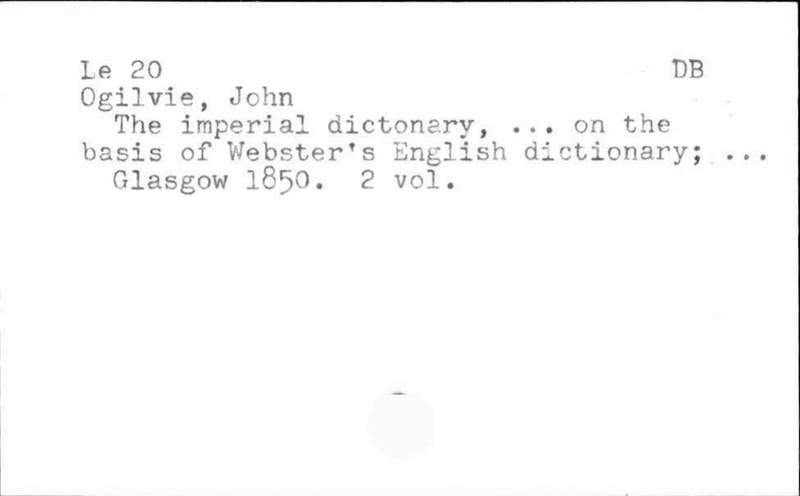 Le 20 DB
Ogilvie, John
The imperial dictonary, ... on the
basis of Webster's English dictionary; ...
Glasgow 1850. 2 vol.